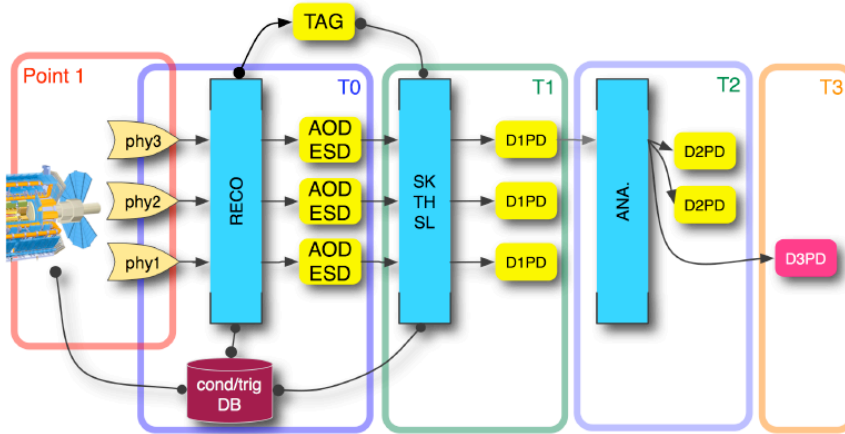 TAG
Point 1
T0
T1
T2
T3
phy3
AOD
ESD
D1PD
D2PD
phy2
RECO
AOD
ESD
SK
TH
SL
D1PD
ANA.
D2PD
phy1
AOD
ESD
D1PD
D3PD
cond/trig
DB